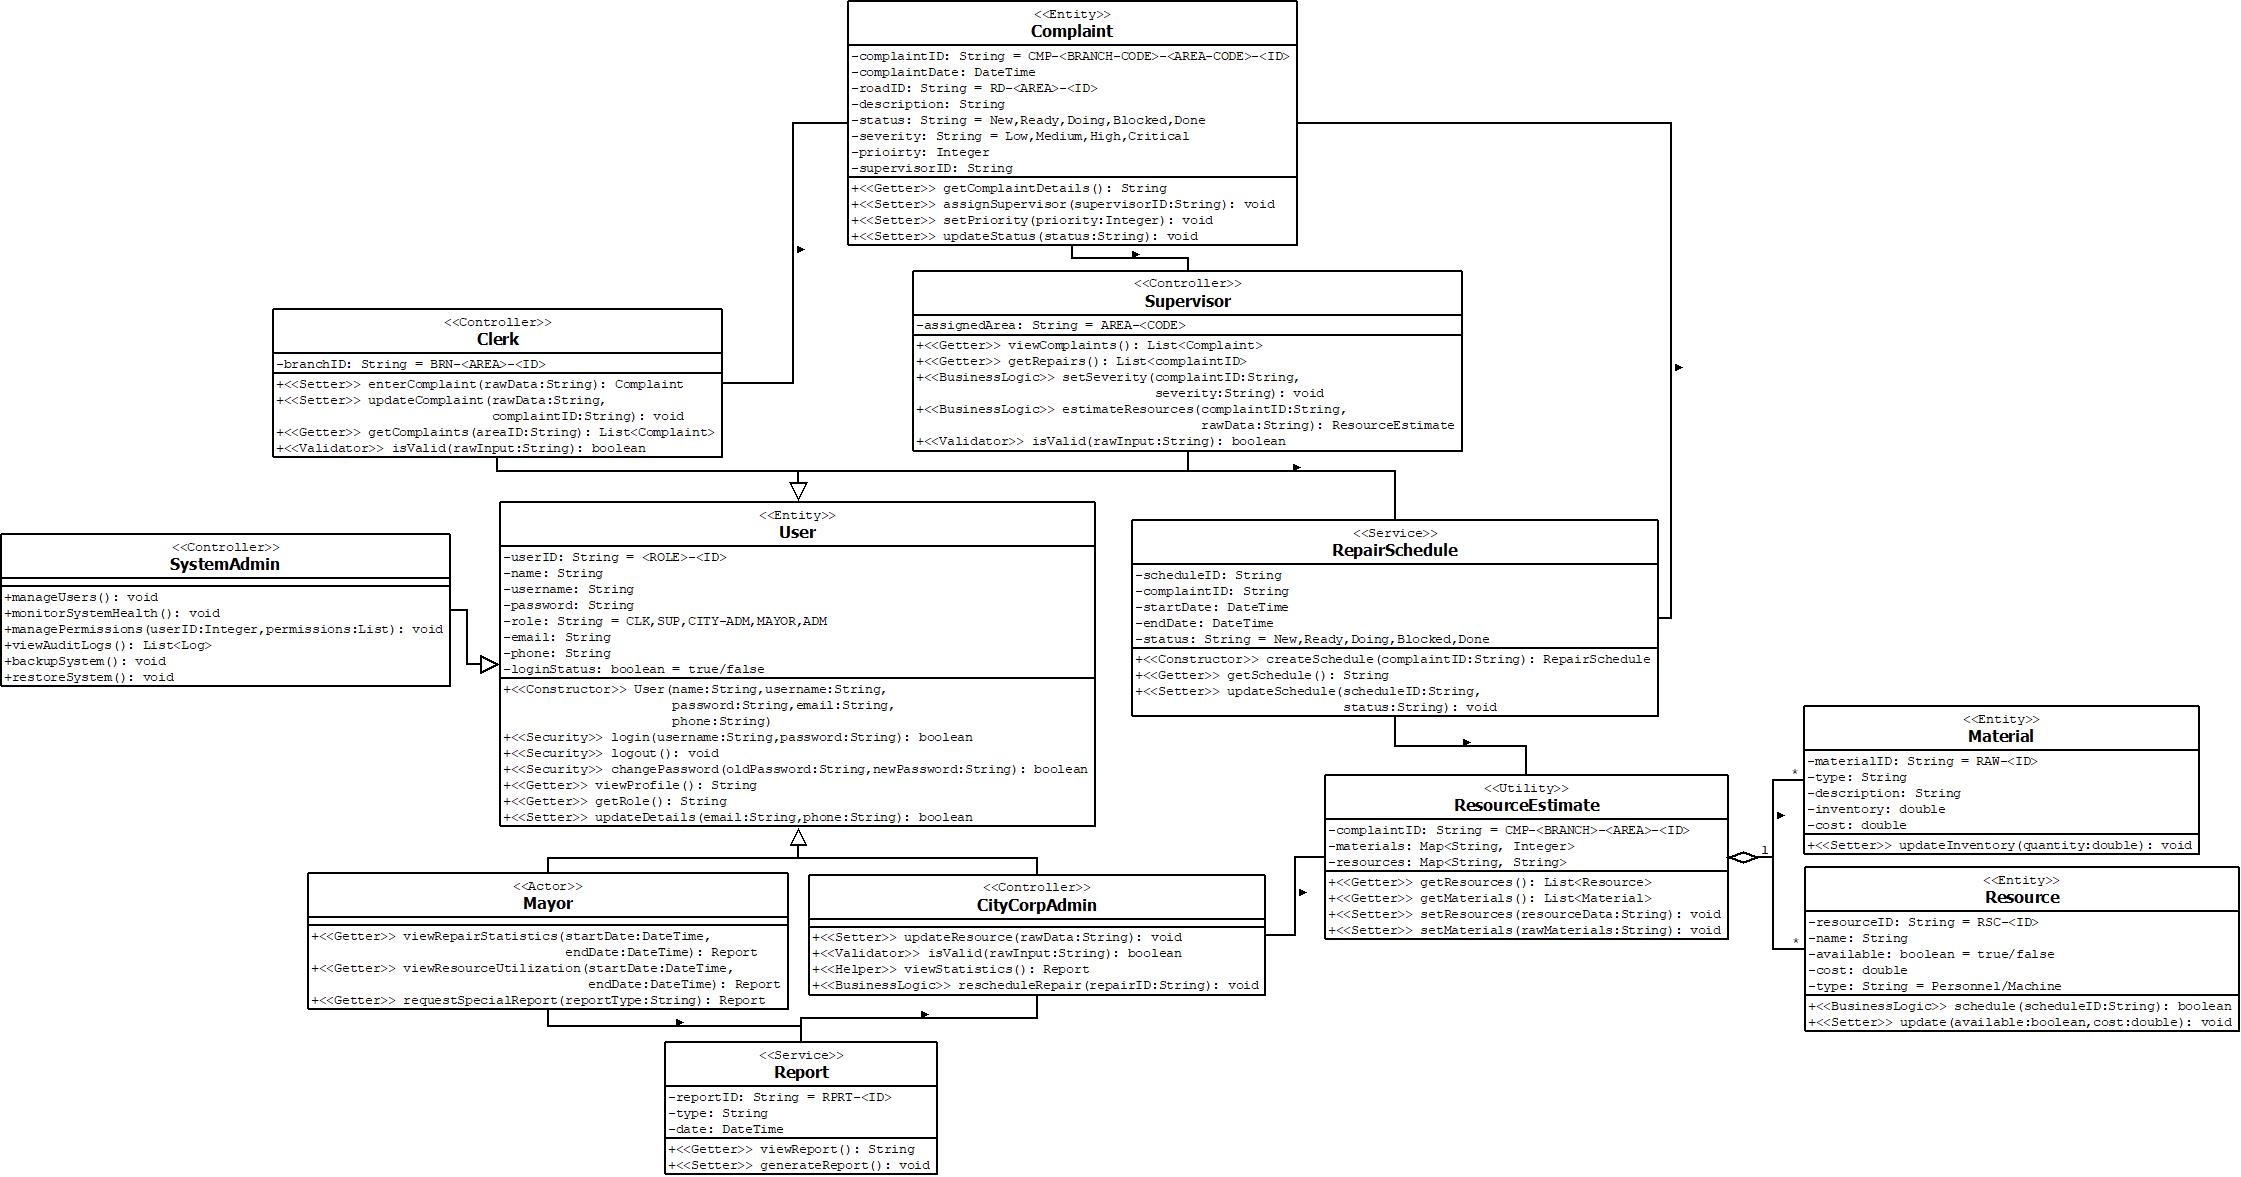 <<Entity>>
Complaint
-complaintID: String = CMP-<BRANCH-CODE>-<AREA-CODE>-<ID>
-complaintDate: DateTime
-roadID: String = RD-<AREA>-<ID>
-description: String
-status: String = New,Ready,Doing,Blocked,Done
-severity: String = Low,Medium,High,Critical
-prioirty: Integer
-supervisorID: String
+<<Getter>> getComplaintDetails(): String
+<<Setter>> assignSupervisor(supervisorID:String): void
+<<Setter>> setPriority(priority:Integer): void
+<<Setter>> updateStatus(status:String): void
<<Controller>>
Supervisor
-assignedArea: String = AREA-<CODE>
+<<Getter>> viewComplaints(): List<Complaint>
+<<Getter>> getRepairs(): List<complaintID>
+<<BusinessLogic>> setSeverity(complaintID:String,
severity:String): void
+<<BusinessLogic>> estimateResources(complaintID:String,
rawData:String): ResourceEstimate
+<<Validator>> isValid(rawInput:String): boolean
<<Controller>>
Clerk
-branchID: String = BRN-<AREA>-<ID>
+<<Setter>> enterComplaint(rawData:String): Complaint
+<<Setter>> updateComplaint(rawData:String,
complaintID:String): void
+<<Getter>> getComplaints(areaID:String): List<Complaint>
+<<Validator>> isValid(rawInput:String): boolean
<<Entity>>
User
-userID: String = <ROLE>-<ID>
-name: String
-username: String
-password: String
-role: String = CLK,SUP,CITY-ADM,MAYOR,ADM
-email: String
-phone: String
-loginStatus: boolean = true/false
+<<Constructor>> User(name:String,username:String,
password:String,email:String,
phone:String)
+<<Security>> login(username:String,password:String): boolean
+<<Security>> logout(): void
+<<Security>> changePassword(oldPassword:String,newPassword:String): boolean
+<<Getter>> viewProfile(): String
+<<Getter>> getRole(): String
+<<Setter>> updateDetails(email:String,phone:String): boolean
<<Controller>>
SystemAdmin
+manageUsers(): void
+monitorSystemHealth(): void
+managePermissions(userID:Integer,permissions:List): void
+viewAuditLogs(): List<Log>
+backupSystem(): void
+restoreSystem(): void
<<Service>>
RepairSchedule
-scheduleID: String
-complaintID: String
-startDate: DateTime
-endDate: DateTime
-status: String = New,Ready,Doing,Blocked,Done
+<<Constructor>> createSchedule(complaintID:String): RepairSchedule
+<<Getter>> getSchedule(): String
+<<Setter>> updateSchedule(scheduleID:String,
status:String): void
<<Entity>>
Material
-materialID: String = RAW-<ID>
-type: String
-description: String
-inventory: double
-cost: double
+<<Setter>> updateInventory(quantity:double): void
<<Utility>>
ResourceEstimate
-complaintID: String = CMP-<BRANCH>-<AREA>-<ID>
-materials: Map<String, Integer>
-resources: Map<String, String>
+<<Getter>> getResources(): List<Resource>
+<<Getter>> getMaterials(): List<Material>
+<<Setter>> setResources(resourceData:String): void
+<<Setter>> setMaterials(rawMaterials:String): void
1
*
*
<<Entity>>
Resource
-resourceID: String = RSC-<ID>
-name: String
-available: boolean = true/false
-cost: double
-type: String = Personnel/Machine
+<<BusinessLogic>> schedule(scheduleID:String): boolean
+<<Setter>> update(available:boolean,cost:double): void
<<Actor>>
Mayor
+<<Getter>> viewRepairStatistics(startDate:DateTime,
endDate:DateTime): Report
+<<Getter>> viewResourceUtilization(startDate:DateTime,
endDate:DateTime): Report
+<<Getter>> requestSpecialReport(reportType:String): Report
<<Controller>>
CityCorpAdmin
+<<Setter>> updateResource(rawData:String): void
+<<Validator>> isValid(rawInput:String): boolean
+<<Helper>> viewStatistics(): Report
+<<BusinessLogic>> rescheduleRepair(repairID:String): void
<<Service>>
Report
-reportID: String = RPRT-<ID>
-type: String
-date: DateTime
+<<Getter>> viewReport(): String
+<<Setter>> generateReport(): void